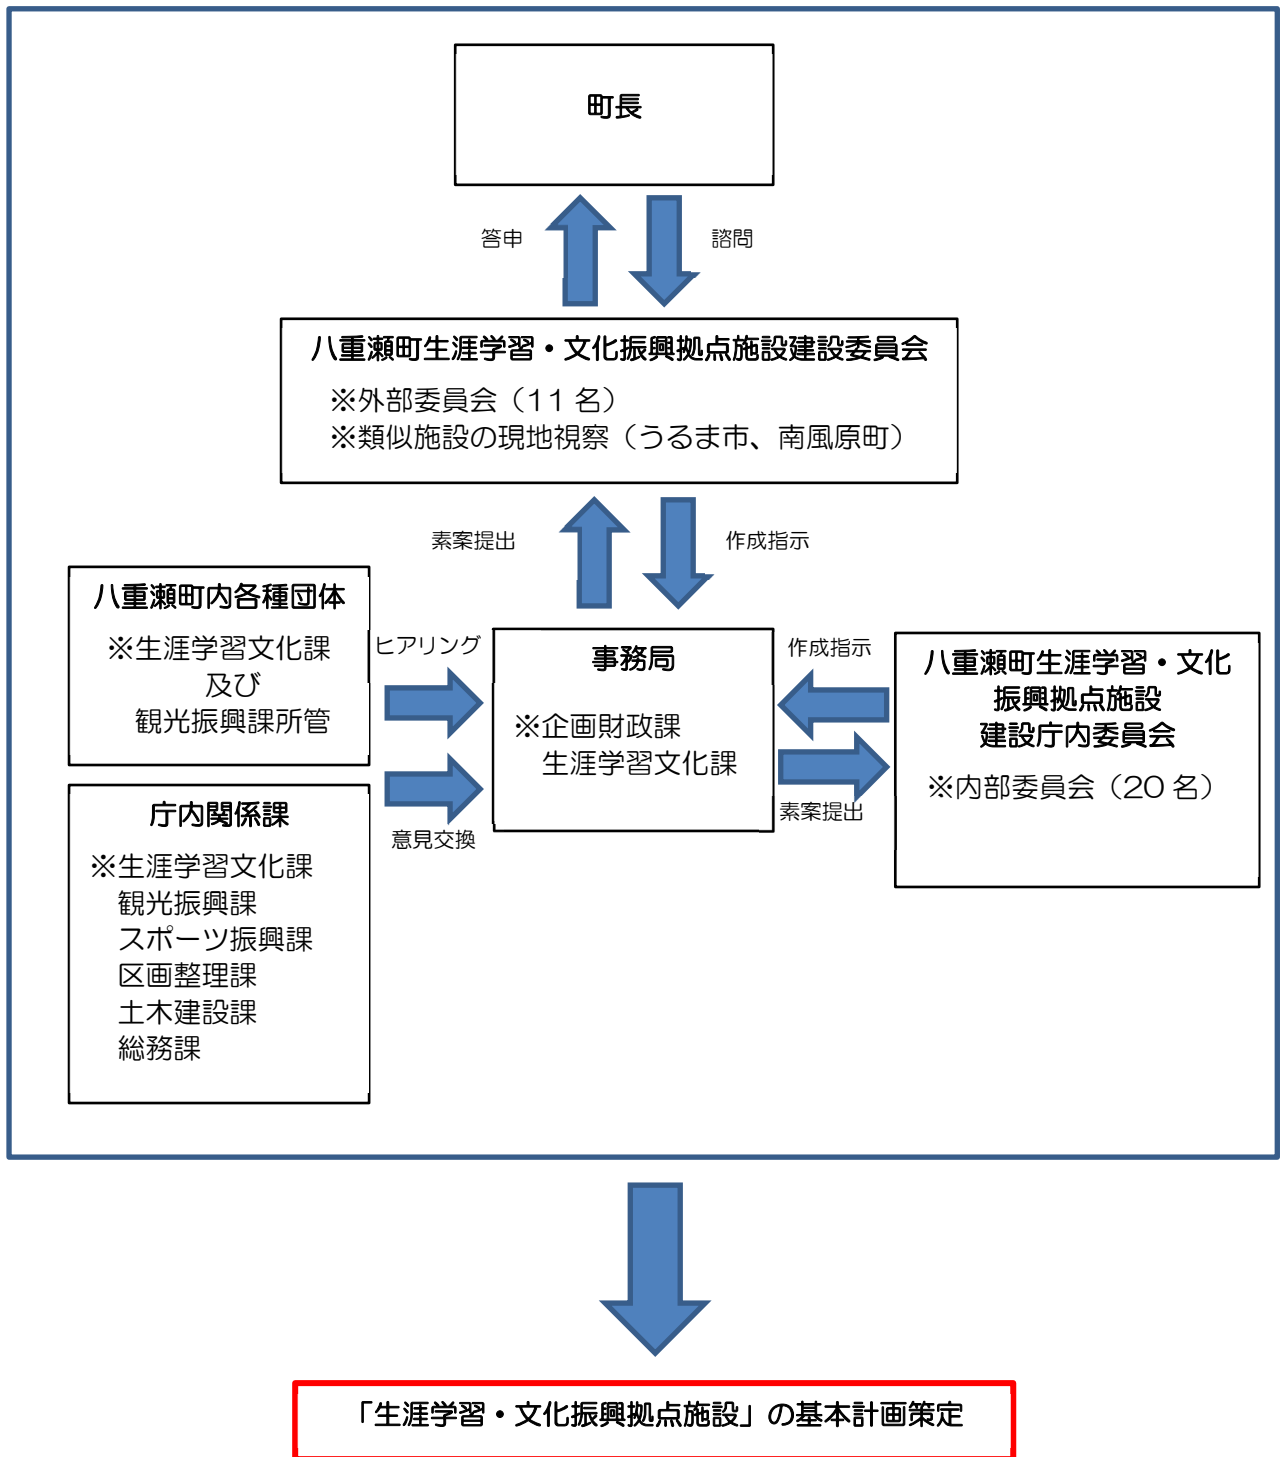 町長
答申
諮問
八重瀬町生涯学習・文化振興拠点施設建設委員会
※外部委員会（11 名）
※類似施設の現地視察（うるま市、南風原町）
素案提出
作成指示
八重瀬町内各種団体
※生涯学習文化課
及び
観光振興課所管
ヒアリング
事務局
※企画財政課
生涯学習文化課
作成指示
八重瀬町生涯学習・文化
振興拠点施設
建設庁内委員会
※内部委員会（20 名）
素案提出
庁内関係課
※生涯学習文化課
観光振興課
スポーツ振興課
区画整理課
土木建設課
総務課
意見交換
「生涯学習・文化振興拠点施設」の基本計画策定